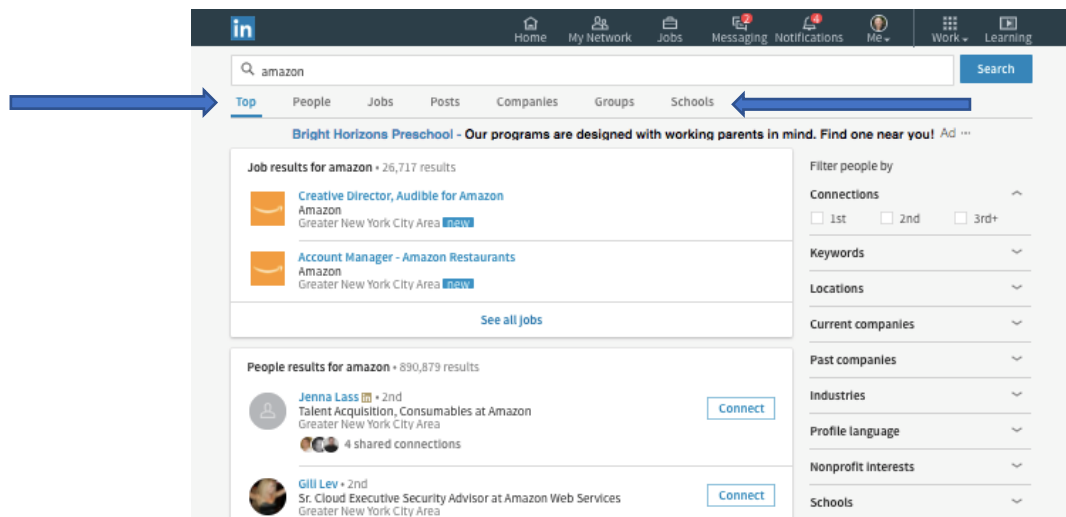 in
2
4
Home My Network Jobs Messaging Notifications Me Work Learning
amazon Search
Top People Jobs Posts Companies Groups Schools
Bright Horizons Preschool - Our programs are designed with working parents in mind. Find one near you! Ad ...
Job results for amazon • 26,717 results
Creative Director, Audible for Amazon
Amazon
Greater New York City Area new
Account Manager - Amazon Restaurants
Amazon
Greater New York City Area new
See all jobs
People results for amazon • 890,879 results
Jenna Lass in • 2nd
Talent Acquisition, Consumables at Amazon
Greater New York City Area
4 shared connections
Connect
Gili Lev • 2nd
Sr. Cloud Executive Security Advisor at Amazon Web Services
Greater New York City Area
Connect
Filter people by
Connections
1st 2nd 3rd+
Keywords
Locations
Current companies
Past companies
Industries
Profile language
Nonprofit interests
Schools